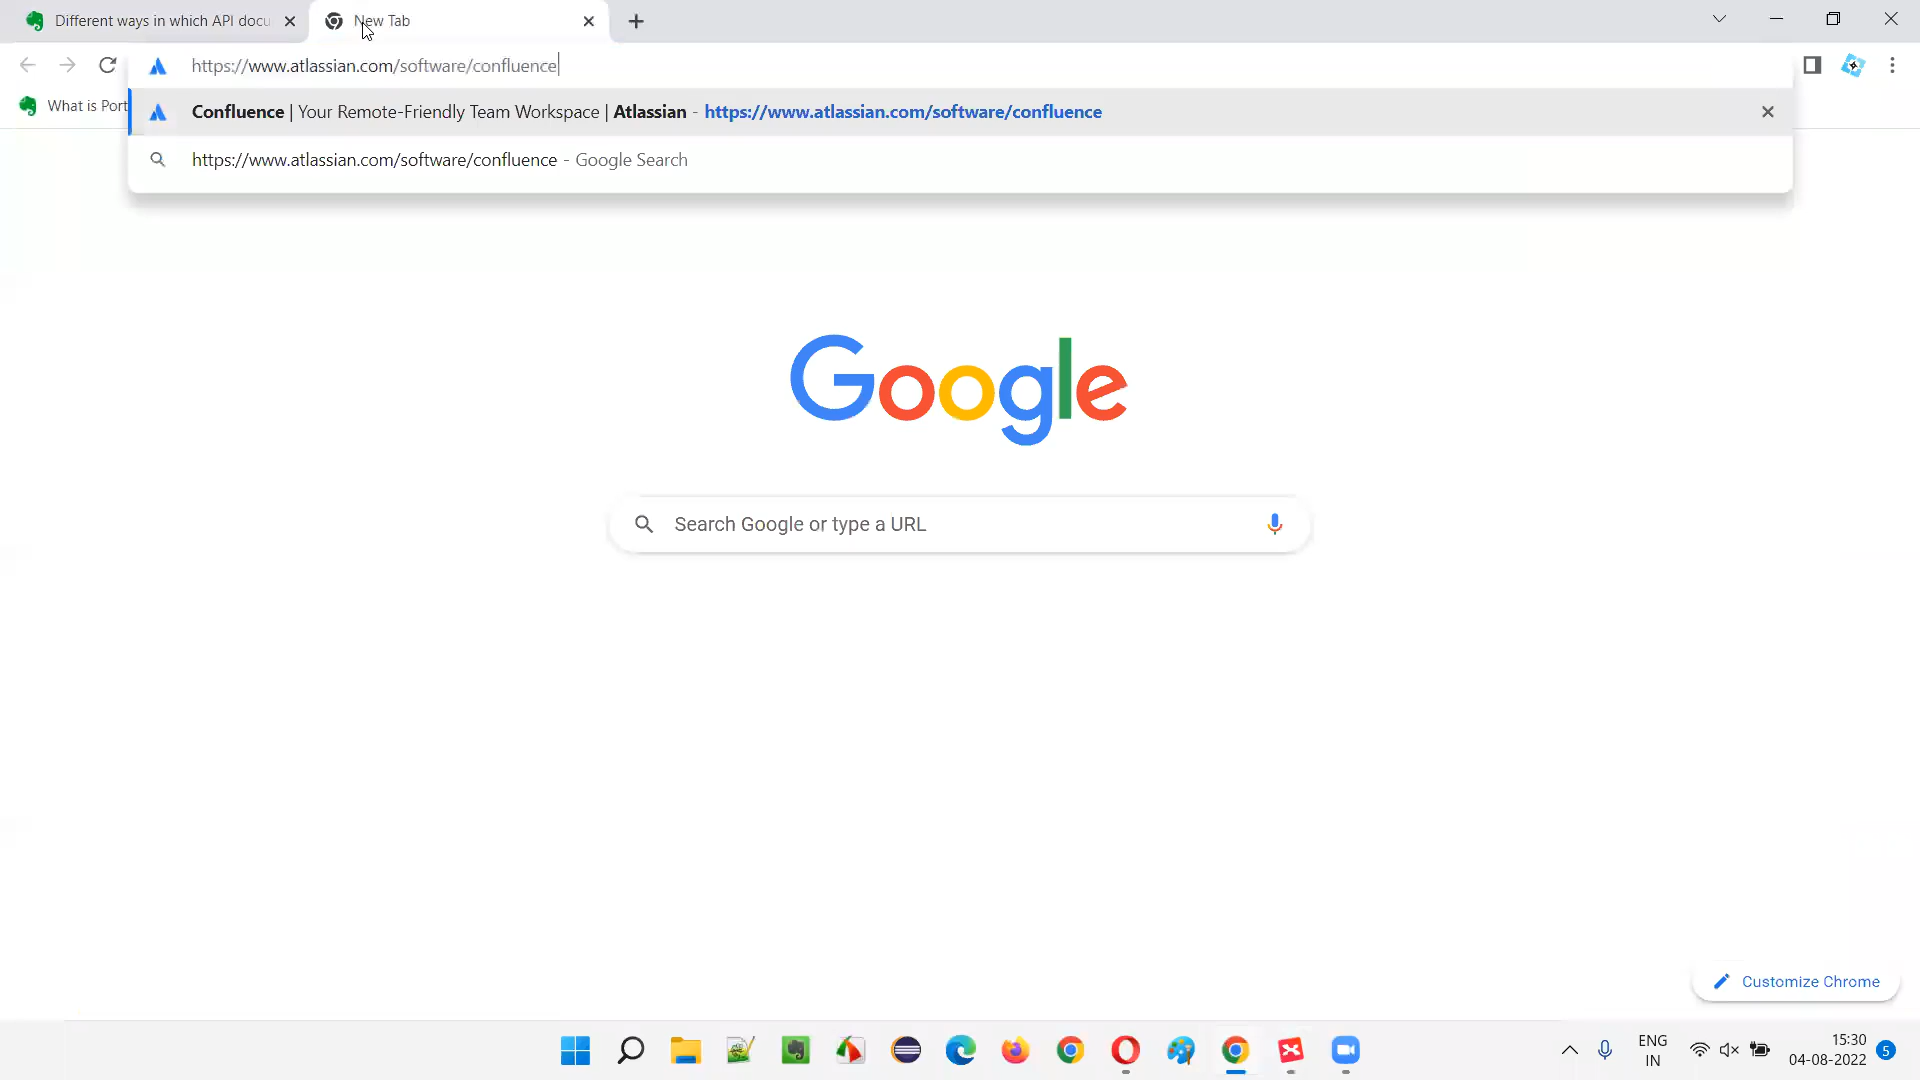 Different ways in which API docu
New Tab
https://www.atlassian.com/software/confluence
What is Port
Confluence | Your Remote-Friendly Team Workspace | Atlassian - https://www.atlassian.com/software/confluence
https://www.atlassian.com/software/confluence - Google Search
Google
Search Google or type a URL
Customize Chrome
ENG
IN
15:30
04-08-2022
5